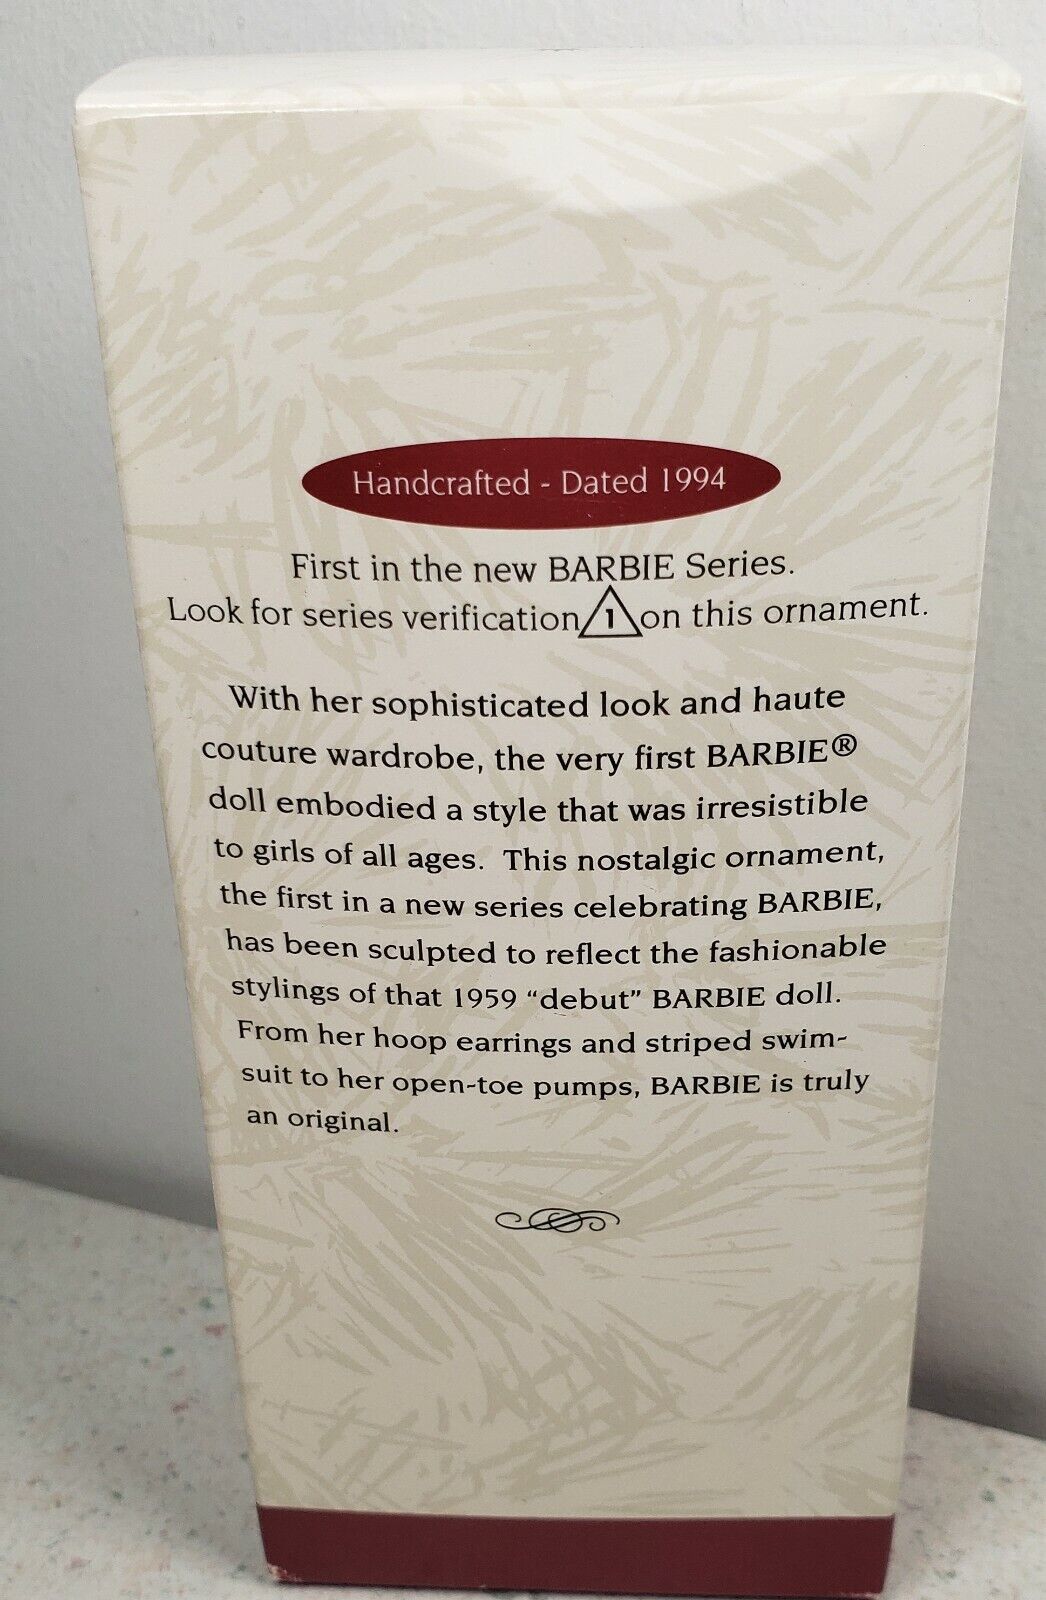 Handcrafted - Dated 1994
First in the new BARBIE Series.
Look for series verification 1 on this ornament.
With her sophisticated look and haute
couture wardrobe, the very first BARBIE®
doll embodied a style that was irresistible
to girls of all ages. This nostalgic ornament,
the first in a new series celebrating BARBIE,
has been sculpted to reflect the fashionable
stylings of that 1959 “debut” BARBIE doll.
From her hoop earrings and striped swim-
suit to her open-toe pumps, BARBIE is truly
an original.